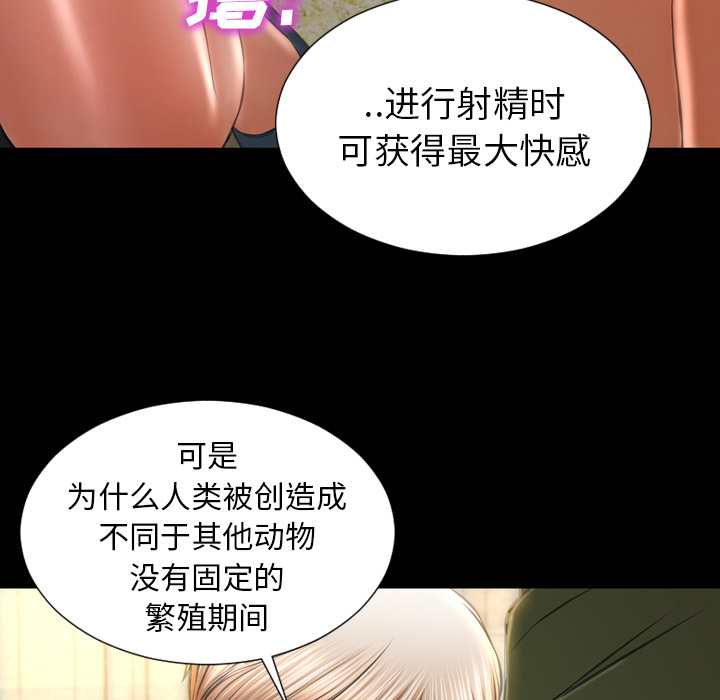 ..进行射精时
可获得最大快感
可是
为什么人类被创造成
不同于其他动物
没有固定的
繁殖期间